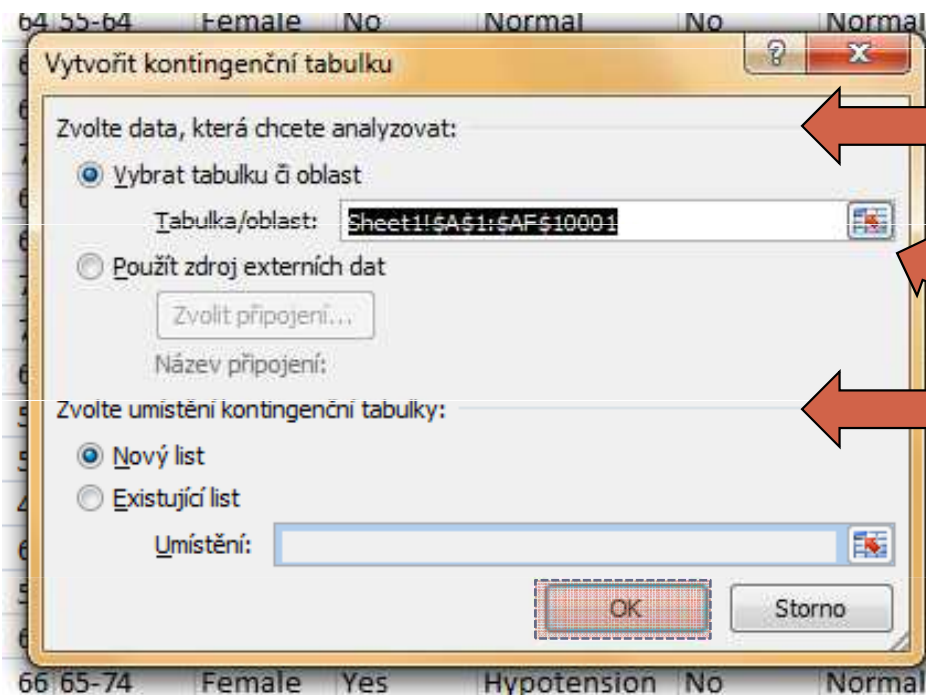 64 55-64 Female No Normal No Normal
Vytvořit kontingenční tabulku
Zvolte data, která chcete analyzovat:
Vybrat tabulku či oblast
Tabulka/oblast: Sheet1!$A$1:$AF$10001
Použít zdroj externích dat
Zvolit připojení...
Název připojení:
Zvolte umístění kontingenční tabulky:
Nový list
Existující list
Umístění:
OK Storno
66 65-74 Female Yes Hypotension No Normal